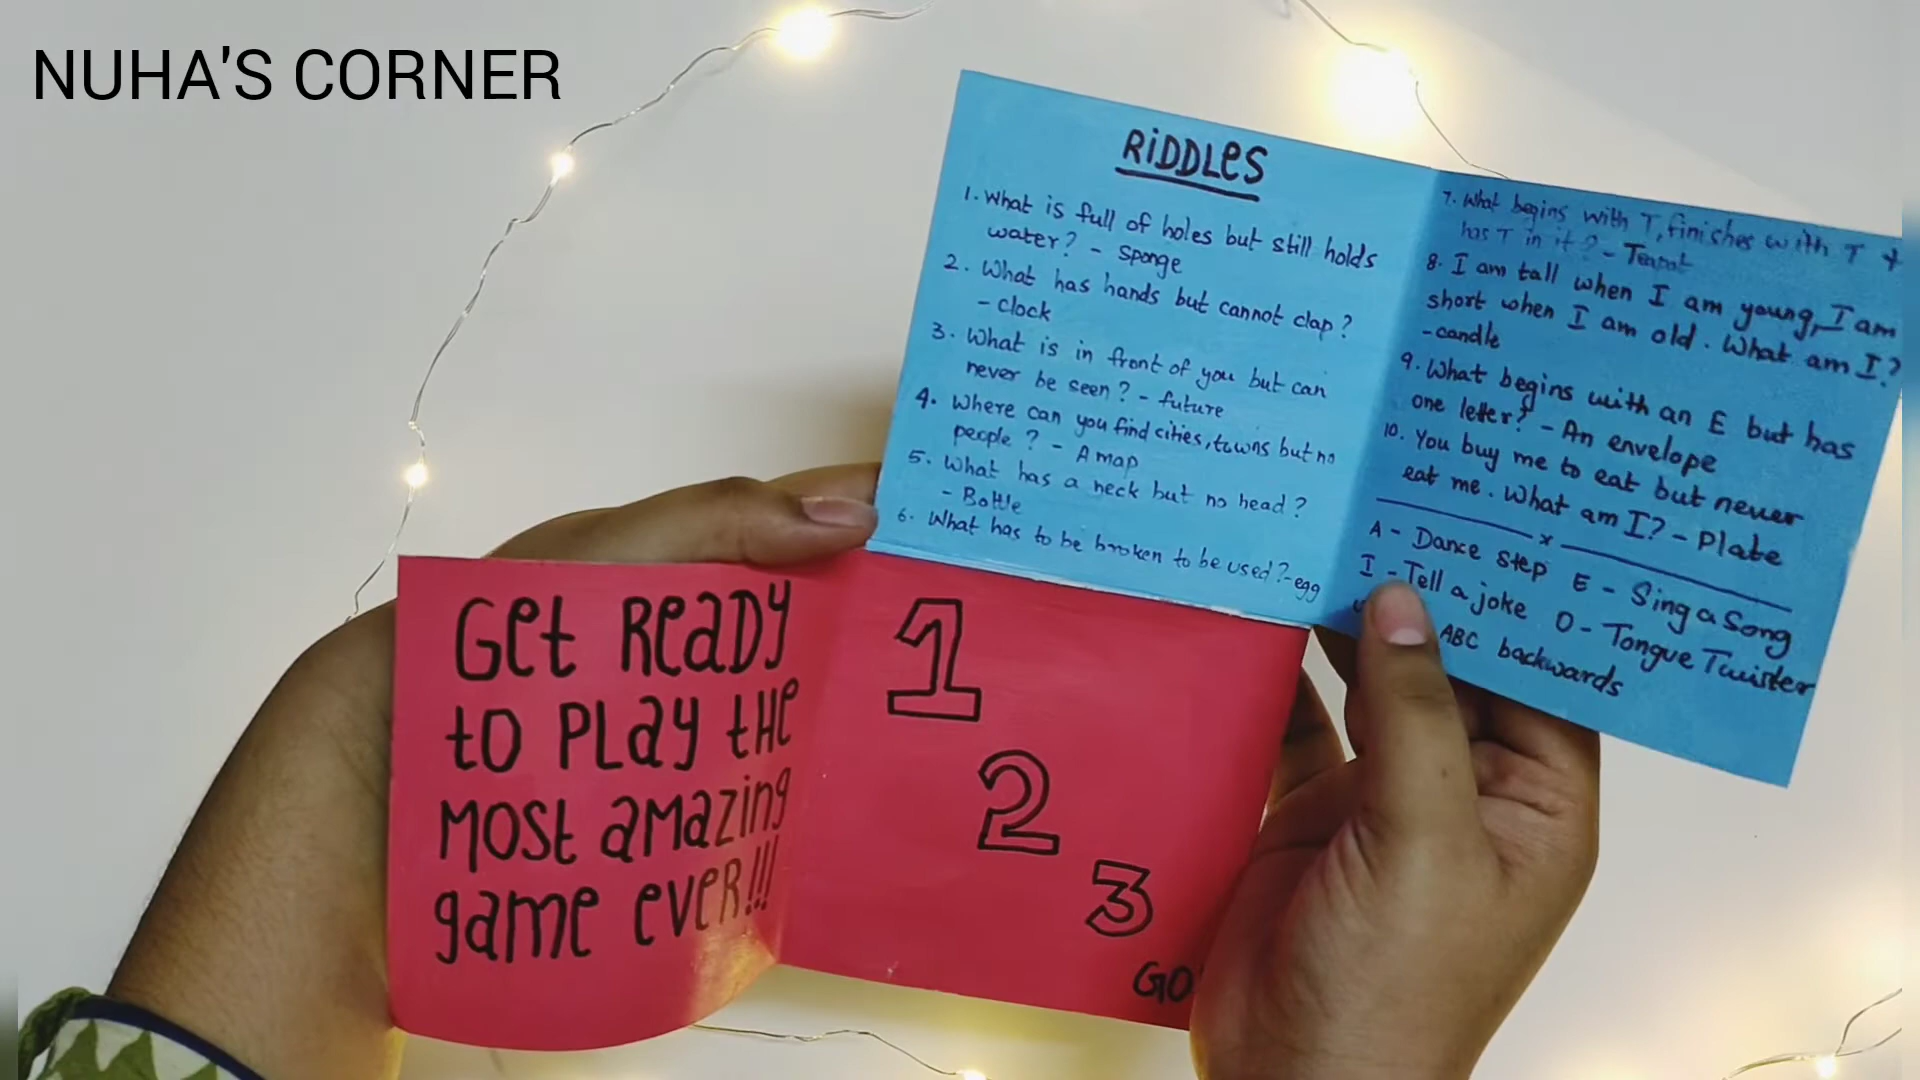 NUHA'S CORNER
RiDDLeS
1. What is full of holes but still holds
water? - Sponge
2. What has hands but cannot clap?
- Clock
3. What is in front of you but can
never be seen? - future
4. Where can you find cities, towns but no
people? - A map
5. What has a neck but no head?
- Bottle
6. What has to be broken to be used? - egg
7. What begins with T, finishes with T &
has T in it? - Teapot
8. I am tall when I am young, I am
short when I am old. What am I?
- candle
9. What begins with an E but has
one letter? - An envelope
10. You buy me to eat but never
eat me. What am I? - Plate
x
A - Dance step E - Sing a Song
I - Tell a joke O - Tongue Twister
ABC backwards
Get ReaDy
to PLay tHe
MOSt amazing
game eveR!!!
1
2
3
GO